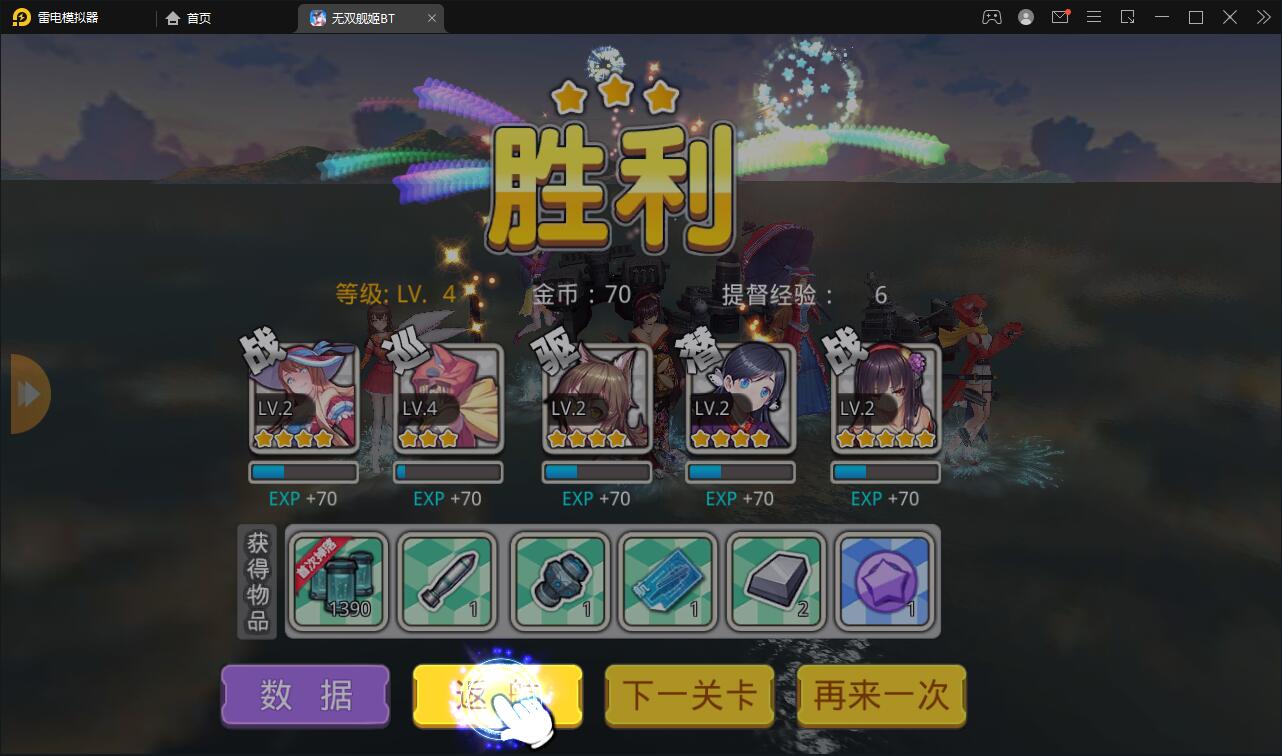 雷电模拟器
首页
无双舰姬BT
胜利
等级: LV. 4
金币：70
提督经验： 6
战
巡
驱
潜
战
LV.2
LV.4
LV.2
LV.2
LV.2
EXP +70
EXP +70
EXP +70
EXP +70
EXP +70
获得物品
首次掉落
1390
1
1
航
1
2
1
数 据
返
下一关卡
再来一次